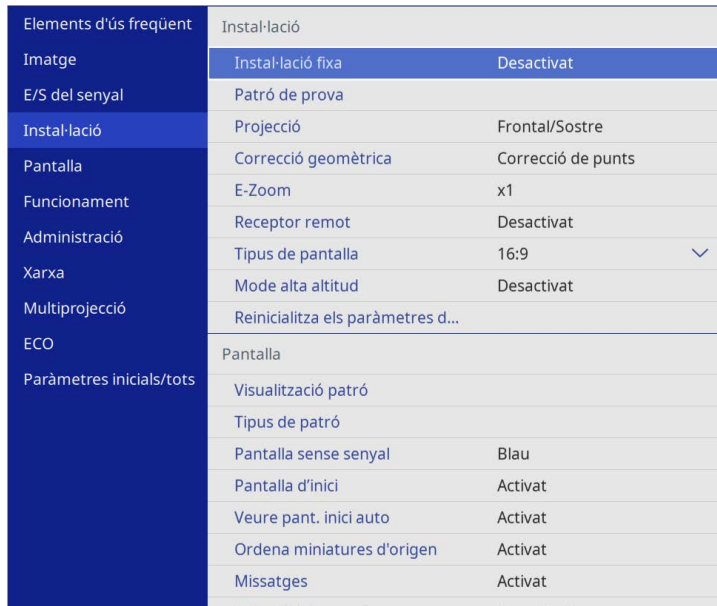 Elements d'ús freqüent
Imatge
E/S del senyal
Instal·lació
Pantalla
Funcionament
Administració
Xarxa
Multiprojecció
ECO
Paràmetres inicials/tots
Instal·lació
Instal·lació fixa Desactivat
Patró de prova
Projecció Frontal/Sostre
Correcció geomètrica Correcció de punts
E-Zoom x1
Receptor remot Desactivat
Tipus de pantalla 16:9
Mode alta altitud Desactivat
Reinicialitza els paràmetres d...
Pantalla
Visualització patró
Tipus de patró
Pantalla sense senyal Blau
Pantalla d’inici Activat
Veure pant. inici auto Activat
Ordena miniatures d'origen Activat
Missatges Activat